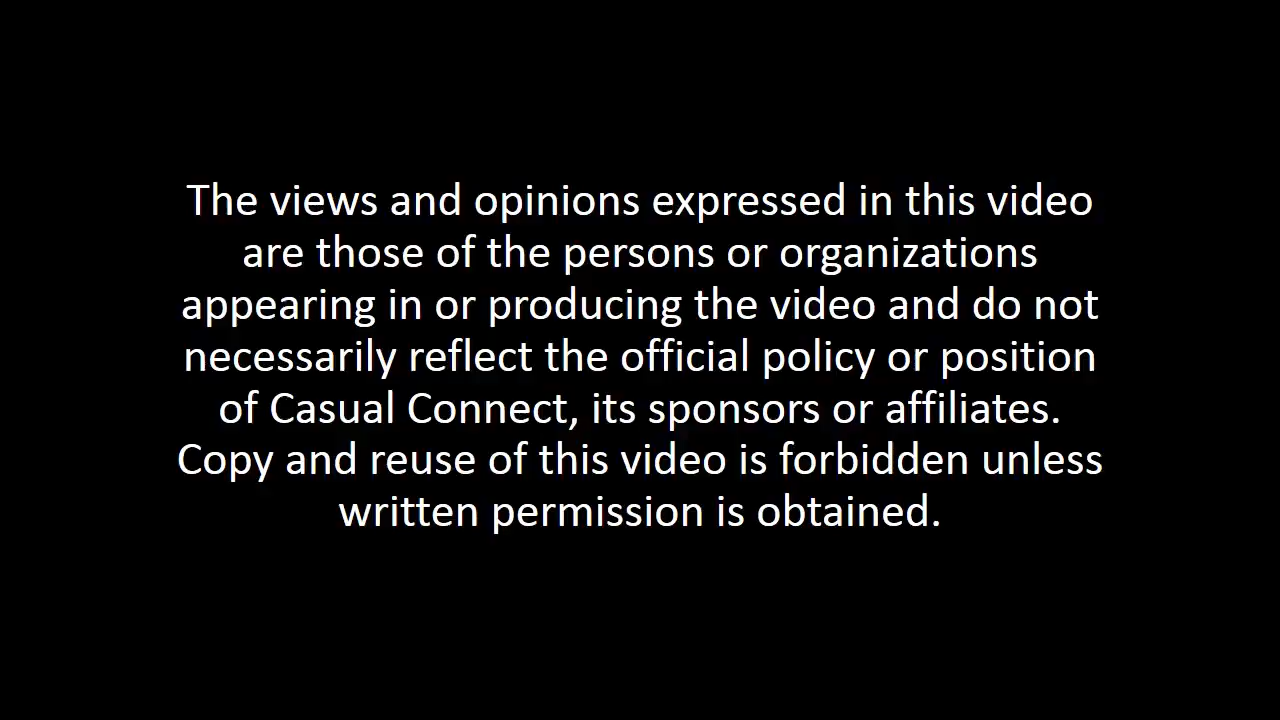 The views and opinions expressed in this video
are those of the persons or organizations
appearing in or producing the video and do not
necessarily reflect the official policy or position
of Casual Connect, its sponsors or affiliates.
Copy and reuse of this video is forbidden unless
written permission is obtained.